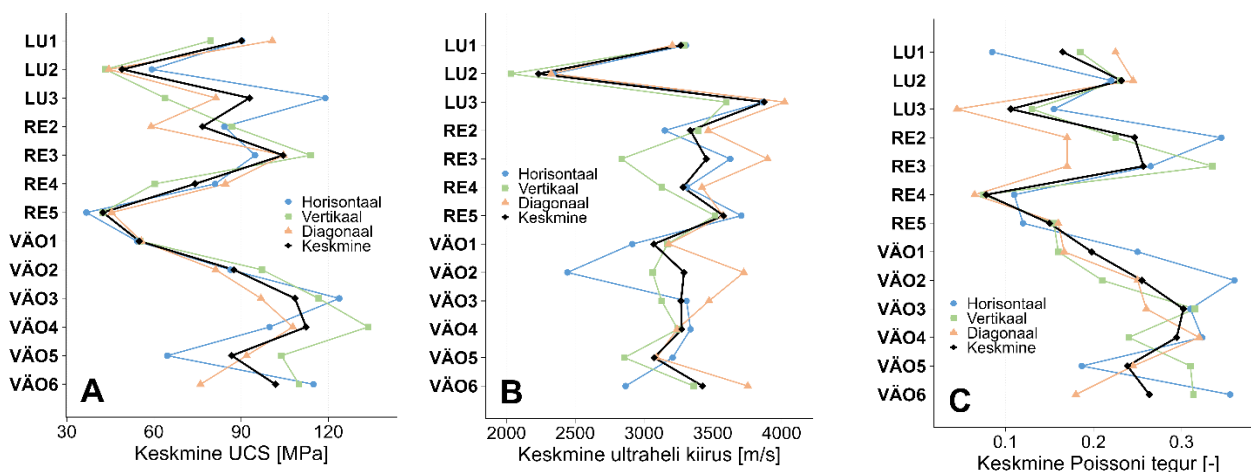 LU1
LU2
LU3
RE2
RE3
RE4
RE5
VÄO1
VÄO2
VÄO3
VÄO4
VÄO5
VÄO6
Horisontaal
Vertikaal
Diagonaal
Keskmine
A
30 60 90 120
Keskmine UCS [MPa]
LU1
LU2
LU3
RE2
RE3
RE4
RE5
VÄO1
VÄO2
VÄO3
VÄO4
VÄO5
VÄO6
Horisontaal
Vertikaal
Diagonaal
Keskmine
B
2000 2500 3000 3500 4000
Keskmine ultraheli kiirus [m/s]
LU1
LU2
LU3
RE2
RE3
RE4
RE5
VÄO1
VÄO2
VÄO3
VÄO4
VÄO5
VÄO6
Horisontaal
Vertikaal
Diagonaal
Keskmine
C
0.1 0.2 0.3
Keskmine Poissoni tegur [-]